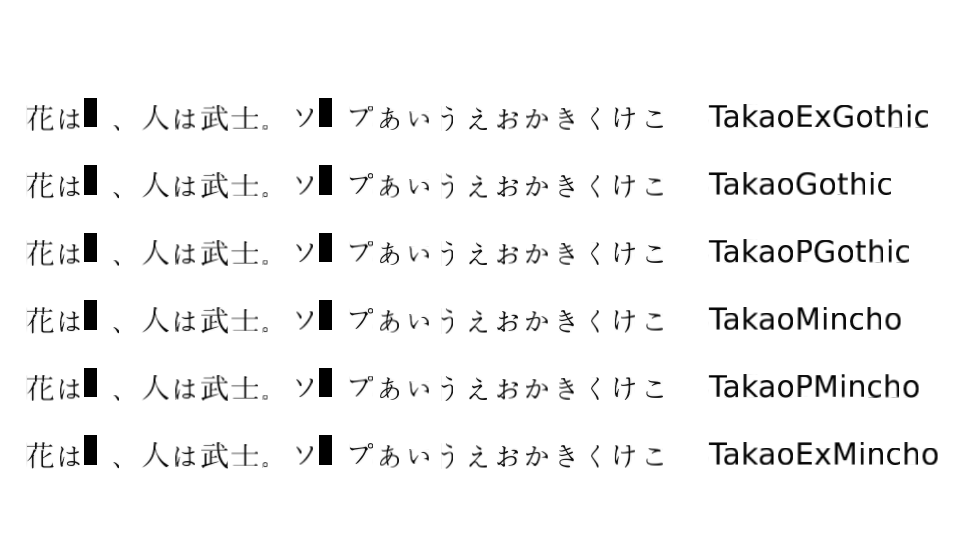 花は█、人は武士。ソ█プあいうえおかきくけこ TakaoExGothic
花は█、人は武士。ソ█プあいうえおかきくけこ TakaoGothic
花は█、人は武士。ソ█プあいうえおかきくけこ TakaoPGothic
花は█、人は武士。ソ█プあいうえおかきくけこ TakaoMincho
花は█、人は武士。ソ█プあいうえおかきくけこ TakaoPMincho
花は█、人は武士。ソ█プあいうえおかきくけこ TakaoExMincho